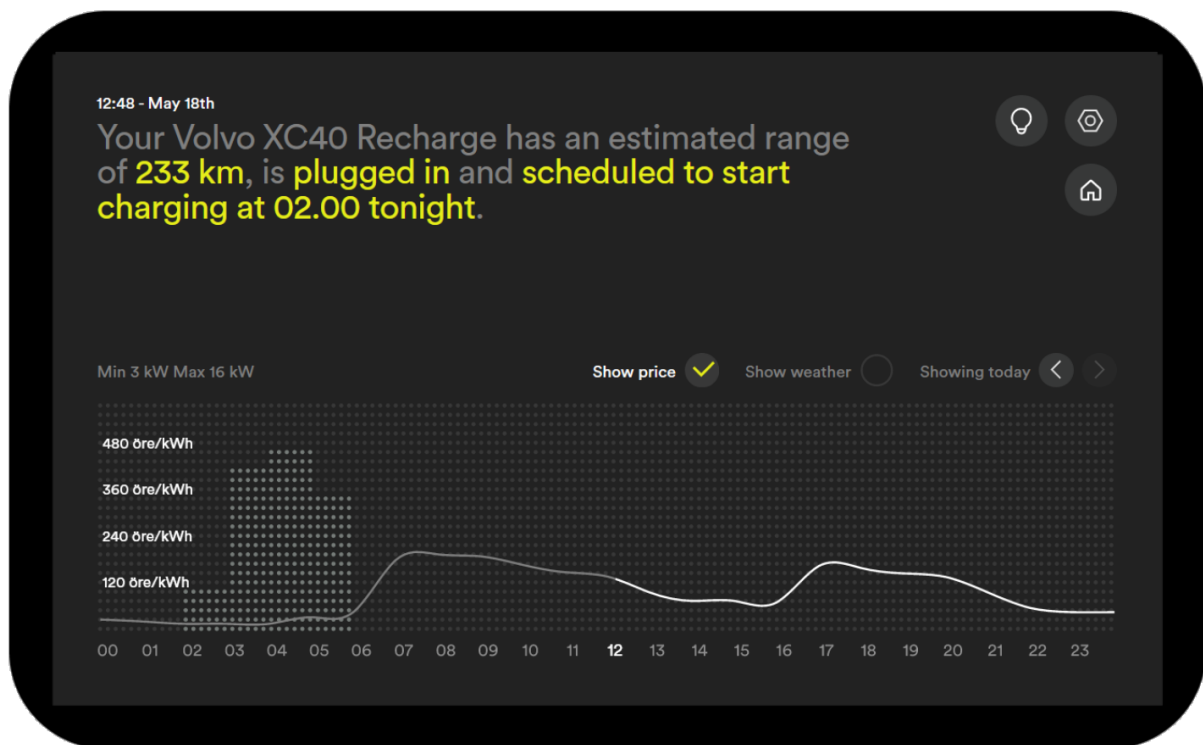 12:48 - May 18th
Your Volvo XC40 Recharge has an estimated range
of 233 km, is plugged in and scheduled to start
charging at 02.00 tonight.
Min 3 kW Max 16 kW
Show price
Show weather
Showing today
480 öre/kWh
360 öre/kWh
240 öre/kWh
120 öre/kWh
00 01 02 03 04 05 06 07 08 09 10 11 12 13 14 15 16 17 18 19 20 21 22 23